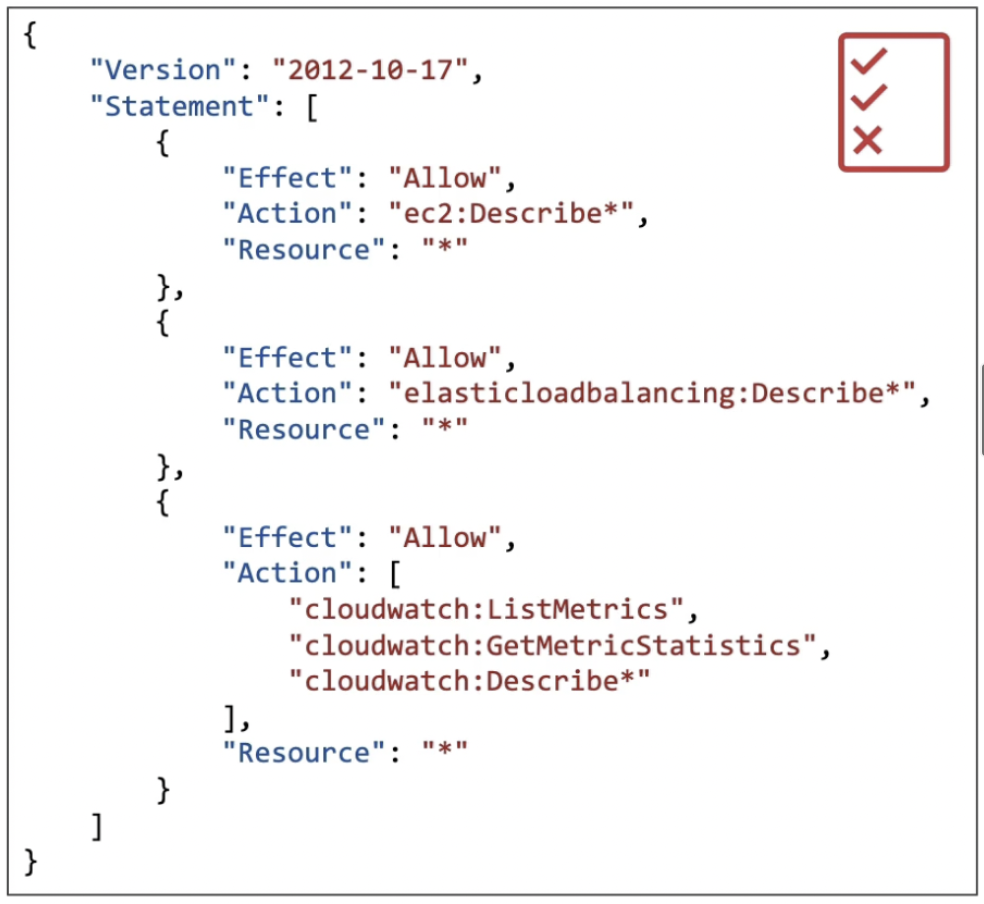 {
    "Version": "2012-10-17",
    "Statement": [
        {
            "Effect": "Allow",
            "Action": "ec2:Describe*",
            "Resource": "*"
        },
        {
            "Effect": "Allow",
            "Action": "elasticloadbalancing:Describe*",
            "Resource": "*"
        },
        {
            "Effect": "Allow",
            "Action": [
                "cloudwatch:ListMetrics",
                "cloudwatch:GetMetricStatistics",
                "cloudwatch:Describe*"
            ],
            "Resource": "*"
        }
    ]
}